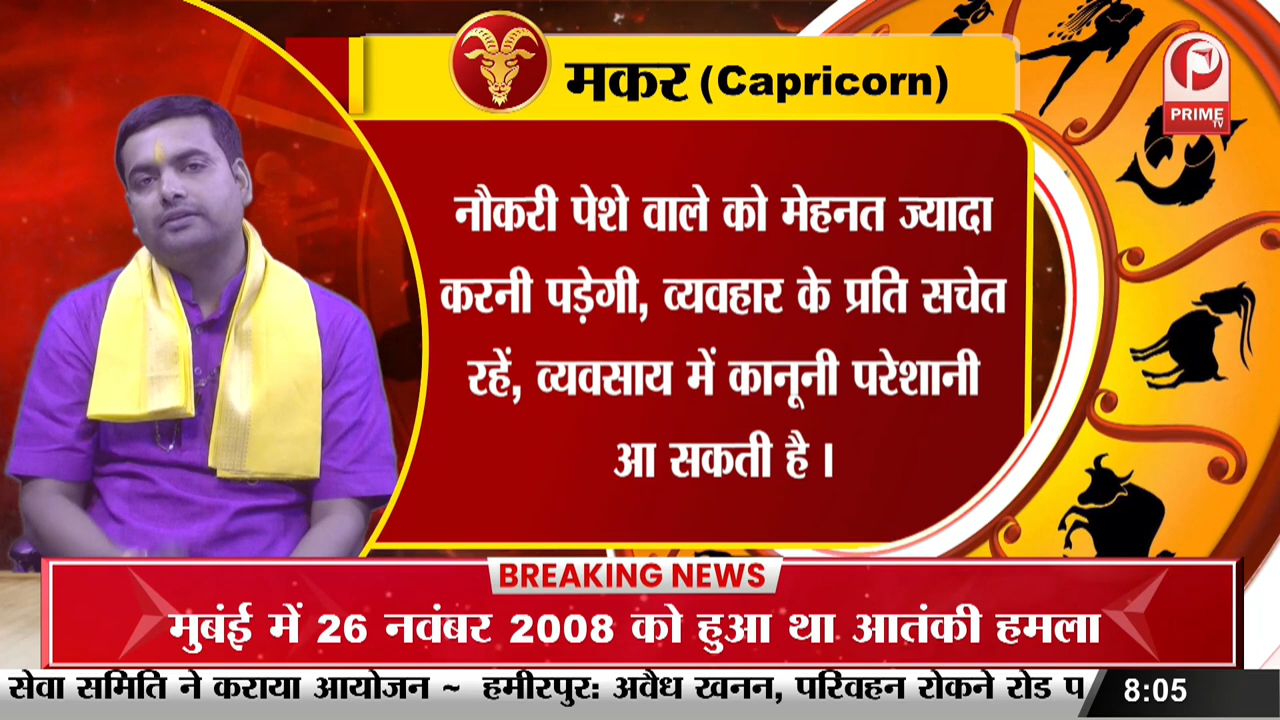 मकर (Capricorn)
PRIME
TV
नौकरी पेशे वाले को मेहनत ज्यादा
करनी पड़ेगी, व्यवहार के प्रति सचेत
रहें, व्यवसाय में कानूनी परेशानी
आ सकती है ।
BREAKING NEWS
मुबंई में 26 नवंबर 2008 को हुआ था आतंकी हमला
सेवा समिति ने कराया आयोजन ~ हमीरपुर: अवैध खनन, परिवहन रोकने रोड प
8:05